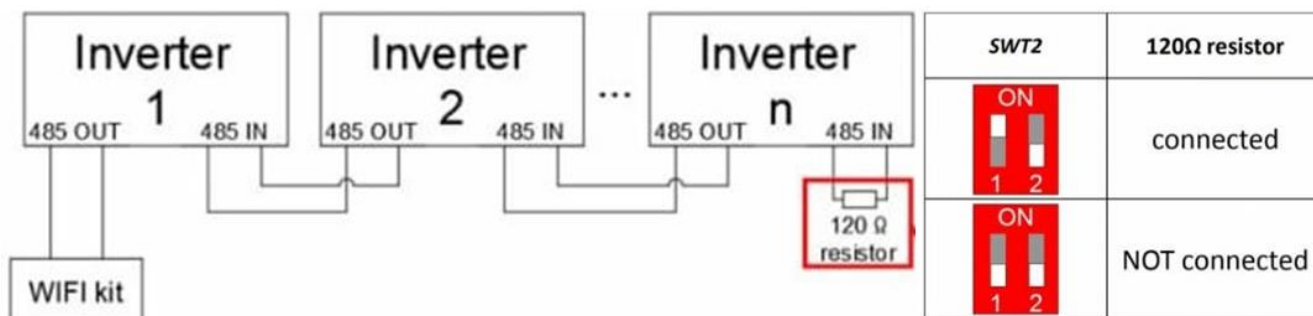 Inverter
1
485 OUT 485 IN
Inverter
2
485 OUT 485 IN
...
Inverter
n
485 OUT 485 IN
120 Ω
resistor
WIFI kit
SWT2 120Ω resistor
ON
1 2
connected
ON
1 2
NOT connected